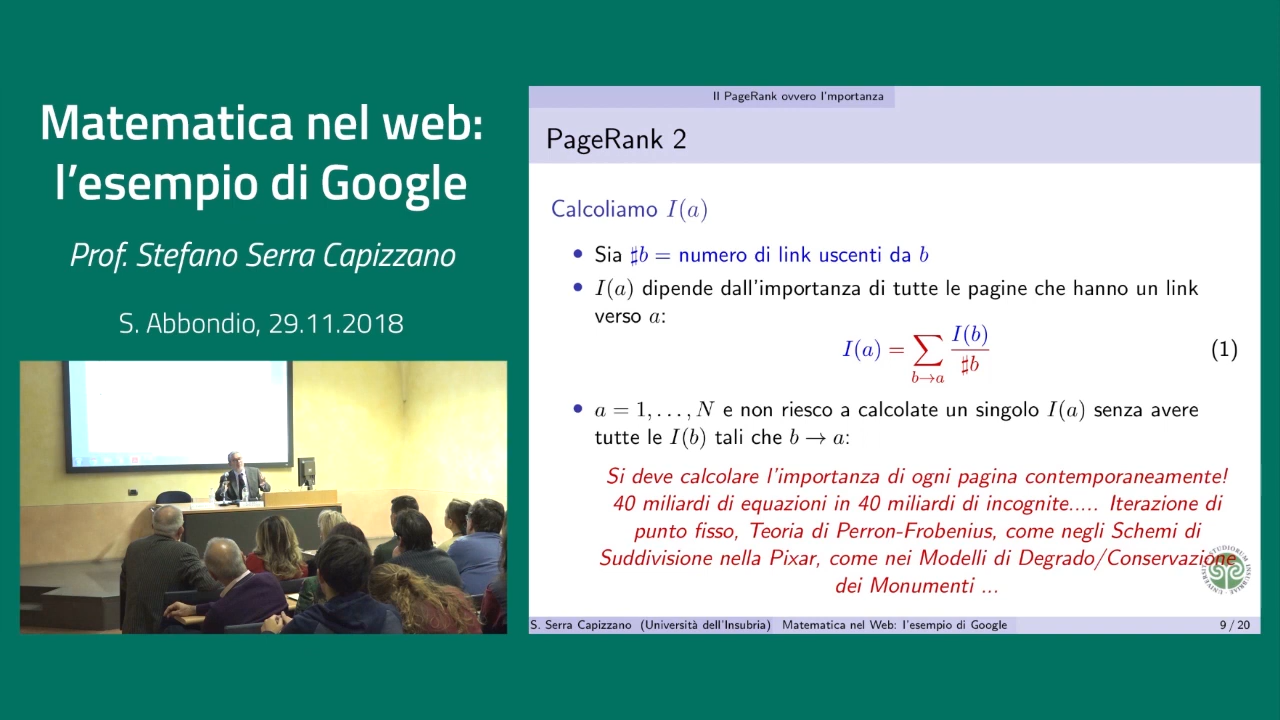 Matematica nel web:
l'esempio di Google
Prof. Stefano Serra Capizzano
S. Abbondio, 29.11.2018
Il PageRank ovvero l'mportanza
PageRank 2
Calcoliamo I(a)
• Sia ♯b = numero di link uscenti da b
• I(a) dipende dall'importanza di tutte le pagine che hanno un link
verso a:
I(a) = ∑_{b→a} I(b)/♯b (1)
• a = 1, . . . , N e non riesco a calcolate un singolo I(a) senza avere
tutte le I(b) tali che b → a:
Si deve calcolare l'importanza di ogni pagina contemporaneamente!
40 miliardi di equazioni in 40 miliardi di incognite..... Iterazione di
punto fisso, Teoria di Perron-Frobenius, come negli Schemi di
Suddivisione nella Pixar, come nei Modelli di Degrado/Conservazione
dei Monumenti ...
S. Serra Capizzano (Università dell'Insubria) Matematica nel Web: l'esempio di Google 9 / 20